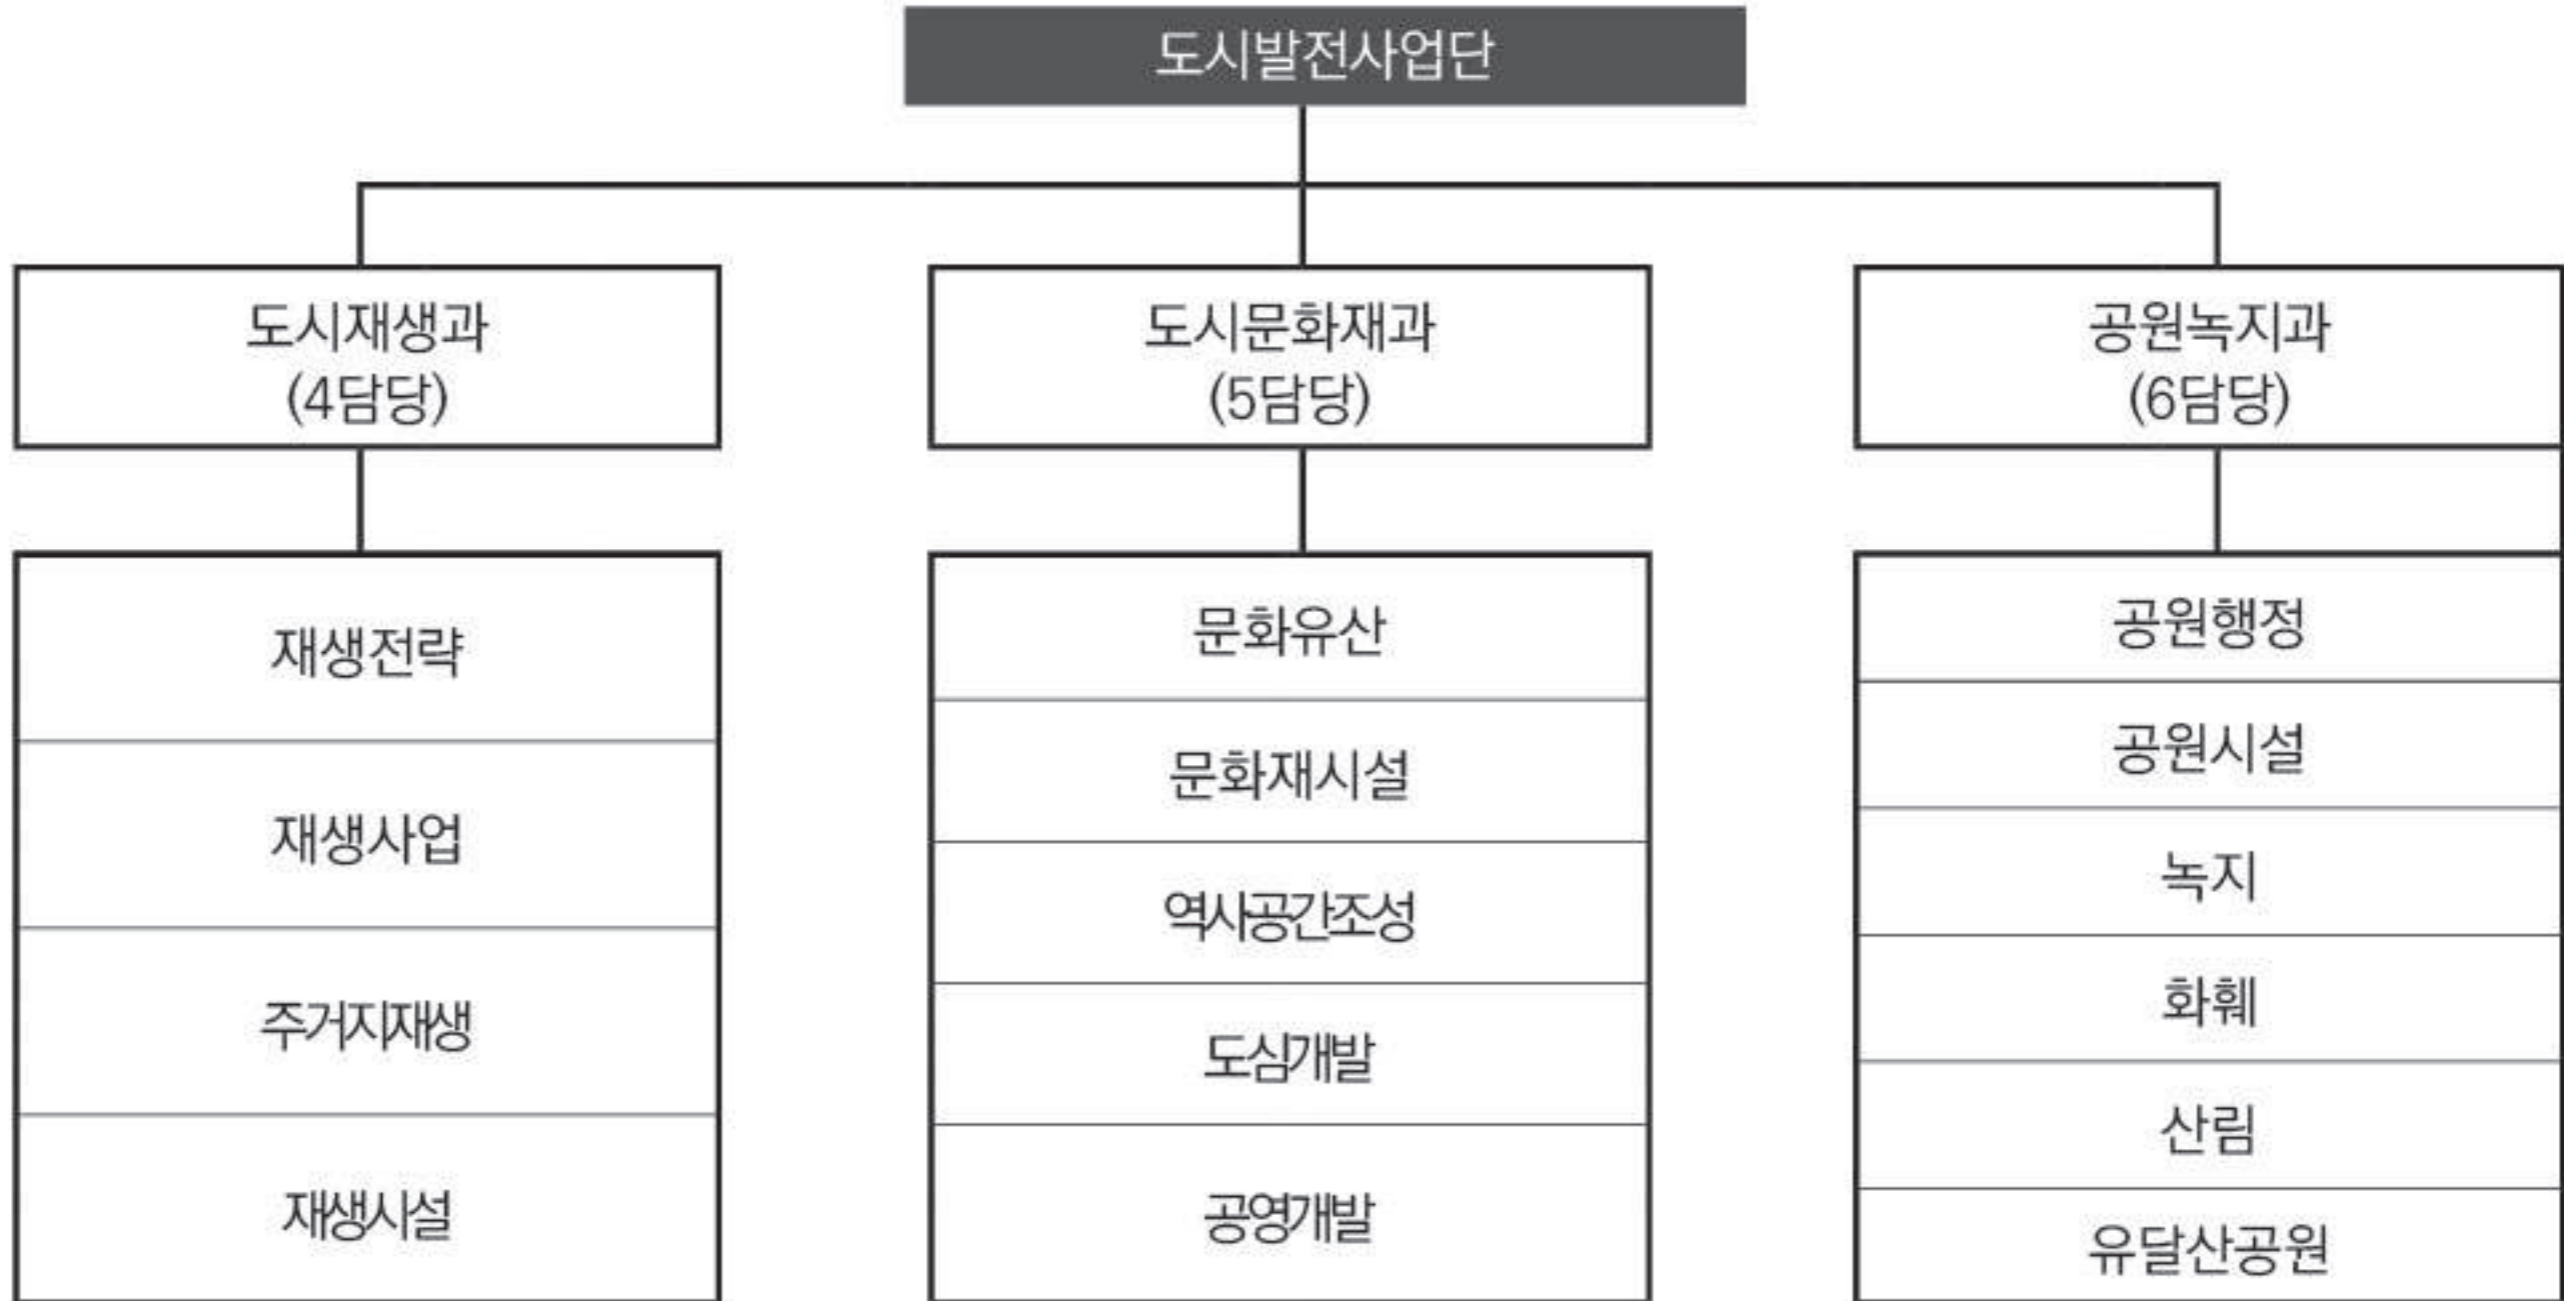 도시발전사업단
도시재생과
(4담당)
도시문화재과
(5담당)
공원녹지과
(6담당)
재생전략
재생사업
주거지재생
재생시설
문화유산
문화재시설
역사공간조성
도심개발
공영개발
공원행정
공원시설
녹지
화훼
산림
유달산공원